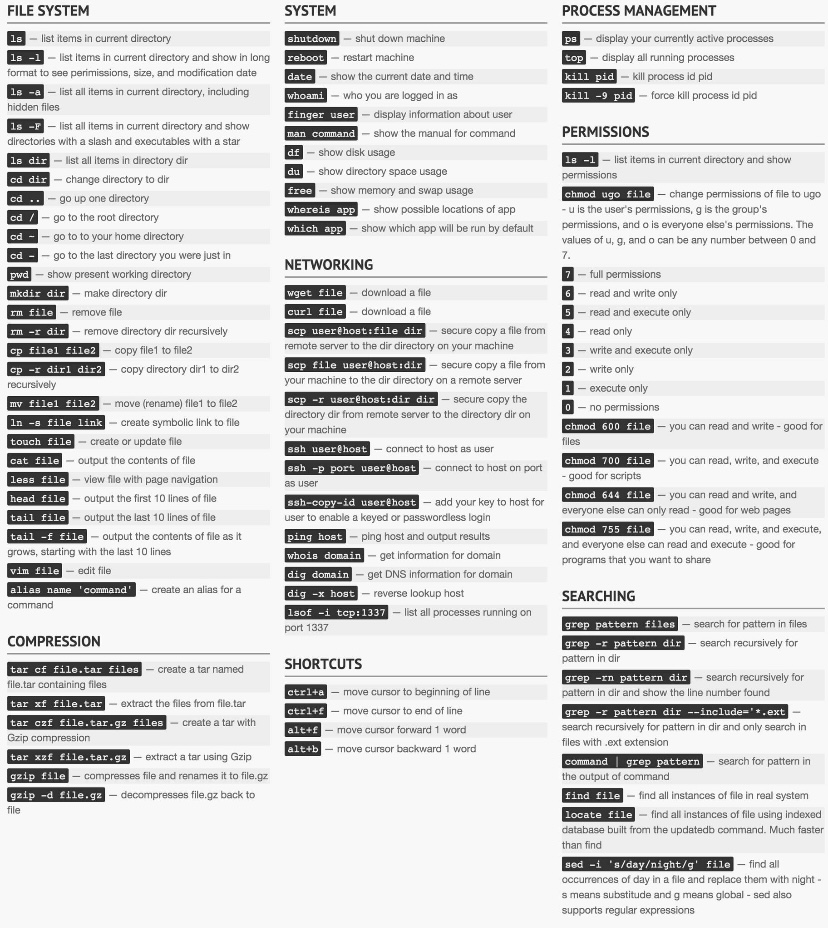 FILE SYSTEM
ls — list items in current directory
ls -l — list items in current directory and show in long
format to see perimissions, size, and modification date
ls -a — list all items in current directory, including
hidden files
ls -F — list all items in current directory and show
directories with a slash and executables with a star
ls dir — list all items in directory dir
cd dir — change directory to dir
cd .. — go up one directory
cd / — go to the root directory
cd ~ — go to to your home directory
cd - — go to the last directory you were just in
pwd — show present working directory
mkdir dir — make directory dir
rm file — remove file
rm -r dir — remove directory dir recursively
cp file1 file2 — copy file1 to file2
cp -r dir1 dir2 — copy directory dir1 to dir2
recursively
mv file1 file2 — move (rename) file1 to file2
ln -s file link — create symbolic link to file
touch file — create or update file
cat file — output the contents of file
less file — view file with page navigation
head file — output the first 10 lines of file
tail file — output the last 10 lines of file
tail -f file — output the contents of file as it
grows, starting with the last 10 lines
vim file — edit file
alias name 'command' — create an alias for a
command
COMPRESSION
tar cf file.tar files — create a tar named
file.tar containing files
tar xf file.tar — extract the files from file.tar
tar czf file.tar.gz files — create a tar with
Gzip compression
tar xzf file.tar.gz — extract a tar using Gzip
gzip file — compresses file and renames it to file.gz
gzip -d file.gz — decompresses file.gz back to
file
SYSTEM
shutdown — shut down machine
reboot — restart machine
date — show the current date and time
whoami — who you are logged in as
finger user — display information about user
man command — show the manual for command
df — show disk usage
du — show directory space usage
free — show memory and swap usage
whereis app — show possible locations of app
which app — show which app will be run by default
NETWORKING
wget file — download a file
curl file — download a file
scp user@host:file dir — secure copy a file from
remote server to the dir directory on your machine
scp file user@host:dir — secure copy a file from
your machine to the dir directory on a remote server
scp -r user@host:dir dir — secure copy the
directory dir from remote server to the directory dir on
your machine
ssh user@host — connect to host as user
ssh -p port user@host — connect to host on port
as user
ssh-copy-id user@host — add your key to host for
user to enable a keyed or passwordless login
ping host — ping host and output results
whois domain — get information for domain
dig domain — get DNS information for domain
dig -x host — reverse lookup host
lsof -i tcp:1337 — list all processes running on
port 1337
SHORTCUTS
ctrl+a — move cursor to beginning of line
ctrl+f — move cursor to end of line
alt+f — move cursor forward 1 word
alt+b — move cursor backward 1 word
PROCESS MANAGEMENT
ps — display your currently active processes
top — display all running processes
kill pid — kill process id pid
kill -9 pid — force kill process id pid
PERMISSIONS
ls -l — list items in current directory and show
permissions
chmod ugo file — change permissions of file to ugo
- u is the user's permissions, g is the group's
permissions, and o is everyone else's permissions. The
values of u, g, and o can be any number between 0 and
7.
7 — full permissions
6 — read and write only
5 — read and execute only
4 — read only
3 — write and execute only
2 — write only
1 — execute only
0 — no permissions
chmod 600 file — you can read and write - good for
files
chmod 700 file — you can read, write, and execute
- good for scripts
chmod 644 file — you can read and write, and
everyone else can only read - good for web pages
chmod 755 file — you can read, write, and execute,
and everyone else can read and execute - good for
programs that you want to share
SEARCHING
grep pattern files — search for pattern in files
grep -r pattern dir — search recursively for
pattern in dir
grep -rn pattern dir — search recursively for
pattern in dir and show the line number found
grep -r pattern dir --include='*.ext —
search recursively for pattern in dir and only search in
files with .ext extension
command | grep pattern — search for pattern in
the output of command
find file — find all instances of file in real system
locate file — find all instances of file using indexed
database built from the updatedb command. Much faster
than find
sed -i 's/day/night/g' file — find all
occurrences of day in a file and replace them with night -
s means substitude and g means global - sed also
supports regular expressions